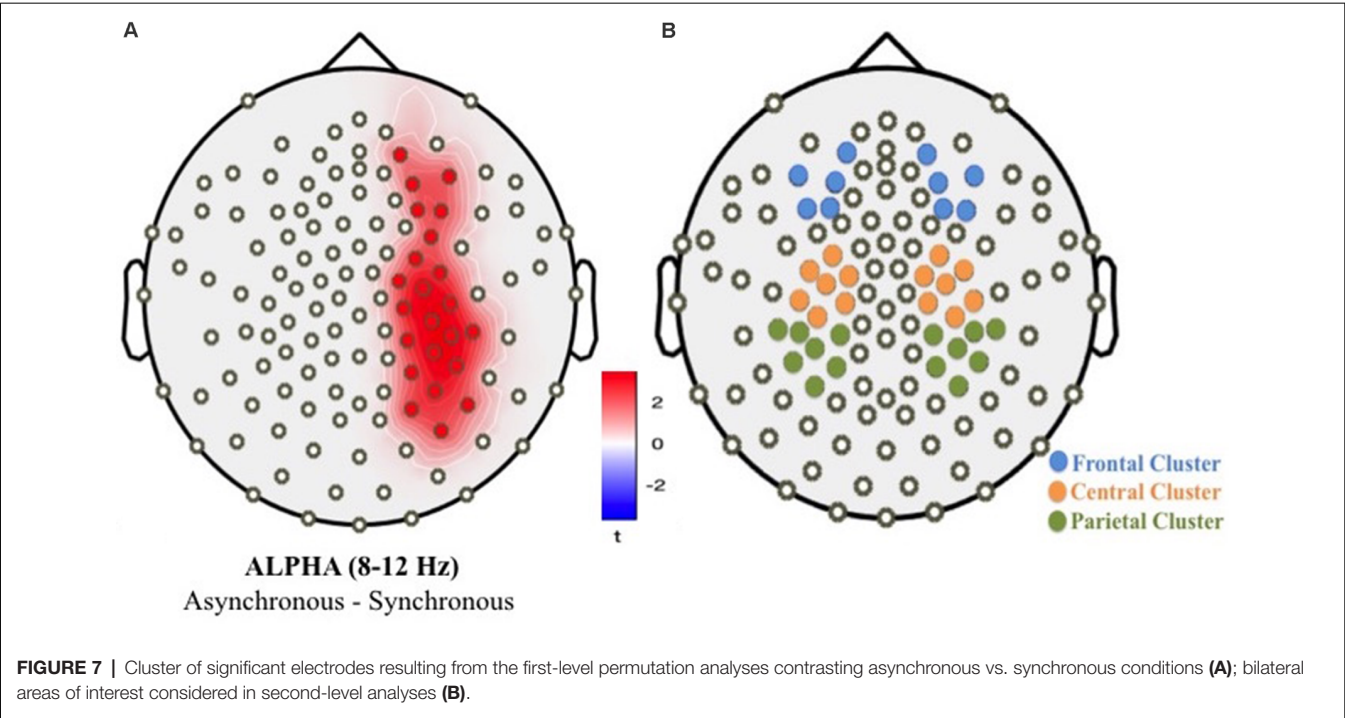 A
B
2
0
-2
t
Frontal Cluster
Central Cluster
Parietal Cluster
ALPHA (8-12 Hz)
Asynchronous - Synchronous
FIGURE 7 | Cluster of significant electrodes resulting from the first-level permutation analyses contrasting asynchronous vs. synchronous conditions (A); bilateral
areas of interest considered in second-level analyses (B).